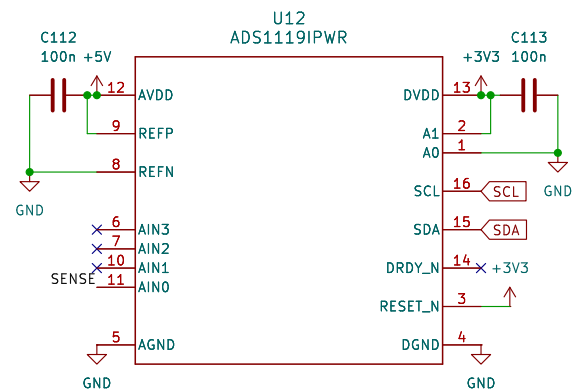 U12
ADS1119IPWR
C112
100n
+5V
+3V3
C113
100n
12 AVDD
DVDD 13
9 REFP
A1 2
A0 1
8 REFN
GND
GND
SCL 16 SCL
6 AIN3
SDA 15 SDA
7 AIN2
10 AIN1
DRDY_N 14
+3V3
SENSE 11 AIN0
RESET_N 3
5 AGND
DGND 4
GND
GND